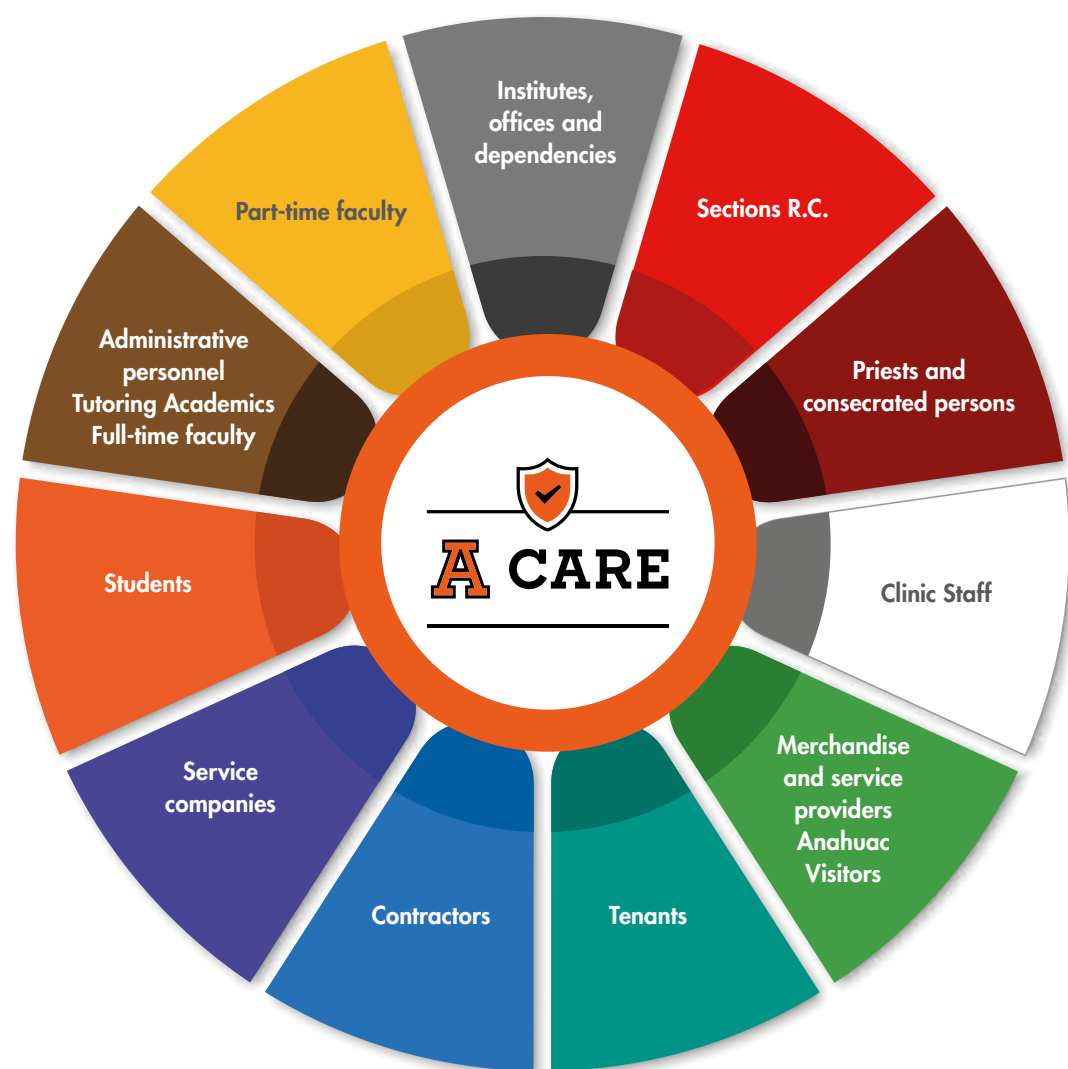 Institutes,
offices and
dependencies
Sections R.C.
Priests and
consecrated persons
Clinic Staff
Merchandise
and service
providers
Anahuac
Visitors
Tenants
Contractors
Service
companies
Students
Administrative
personnel
Tutoring Academics
Full-time faculty
Part-time faculty
A CARE